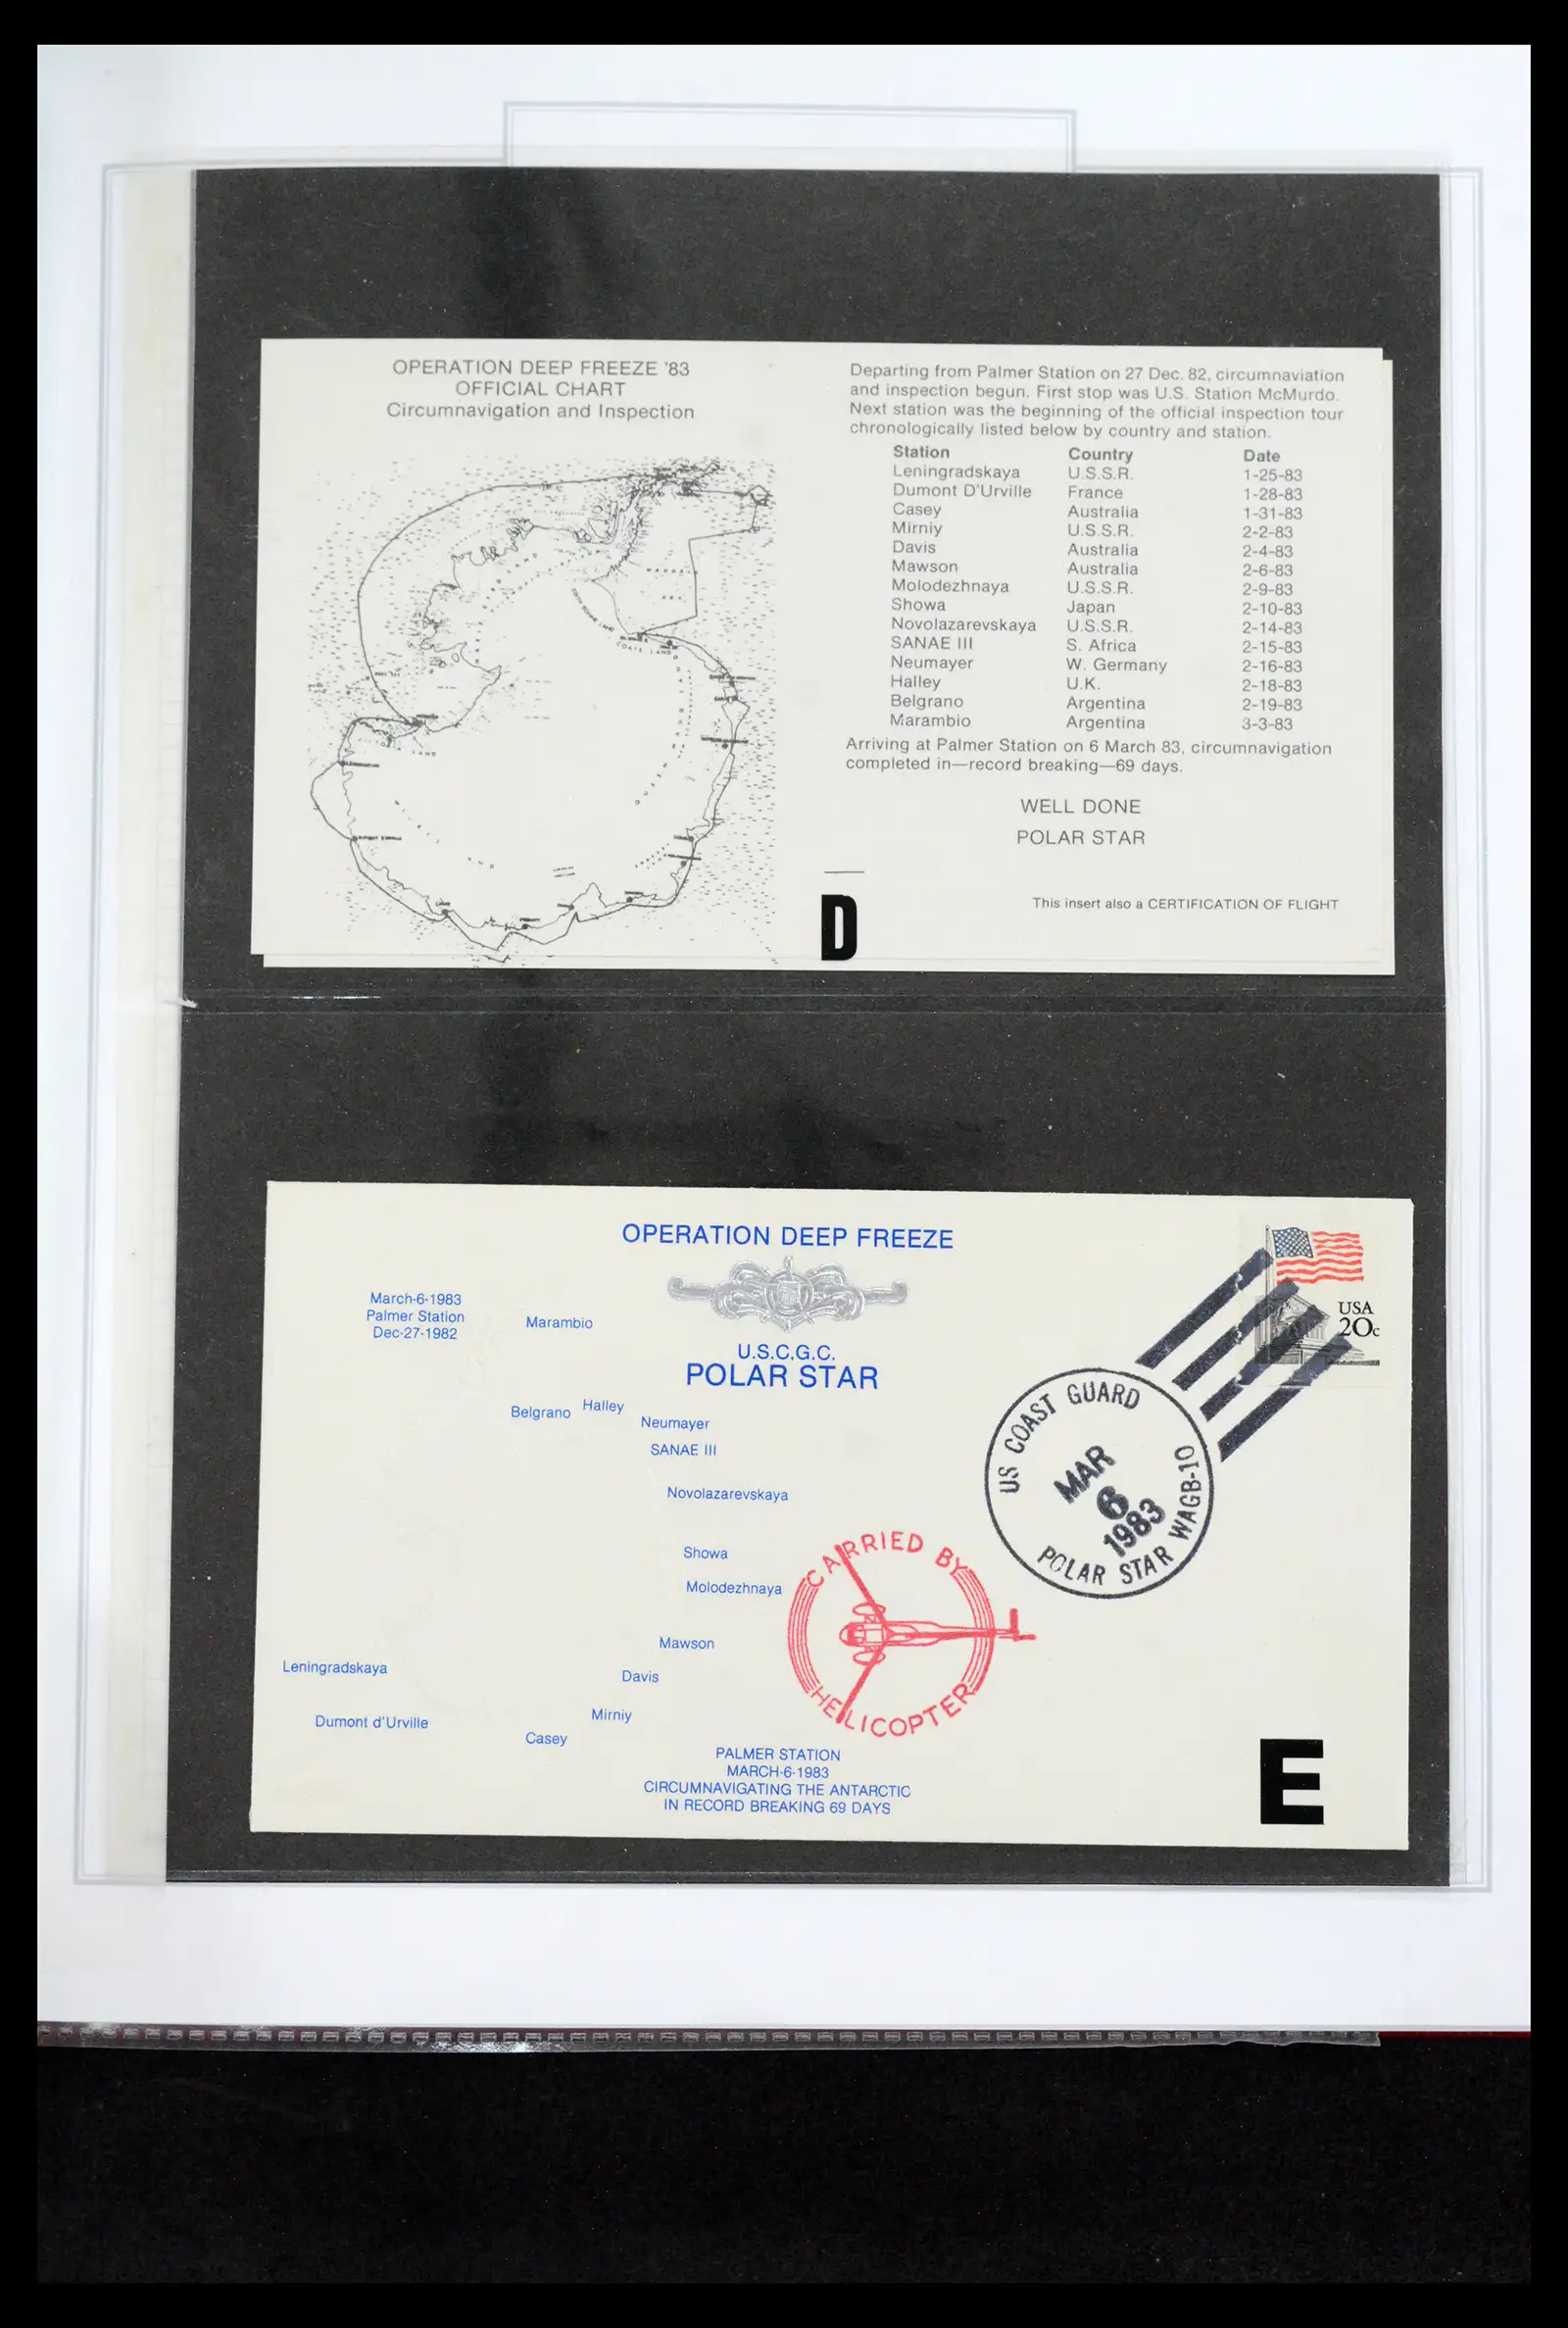 OPERATION DEEP FREEZE '83
OFFICIAL CHART
Circumnavigation and Inspection
COATS LAND
Departing from Palmer Station on 27 Dec. 82, circumnaviation
and inspection begun. First stop was U.S. Station McMurdo.
Next station was the beginning of the official inspection tour
chronologically listed below by country and station.
Station Country Date
Leningradskaya U.S.S.R. 1-25-83
Dumont D'Urville France 1-28-83
Casey Australia 1-31-83
Mirniy U.S.S.R. 2-2-83
Davis Australia 2-4-83
Mawson Australia 2-6-83
Molodezhnaya U.S.S.R. 2-9-83
Showa Japan 2-10-83
Novolazarevskaya U.S.S.R. 2-14-83
SANAE III S. Africa 2-15-83
Neumayer W. Germany 2-16-83
Halley U.K. 2-18-83
Belgrano Argentina 2-19-83
Marambio Argentina 3-3-83
Arriving at Palmer Station on 6 March 83, circumnavigation
completed in—record breaking—69 days.
WELL DONE
POLAR STAR
This insert also a CERTIFICATION OF FLIGHT
D
OPERATION DEEP FREEZE
March-6-1983
Palmer Station
Dec-27-1982
Marambio
U.S.C.G.C.
POLAR STAR
USA
20c
Belgrano
Halley
Neumayer
SANAE III
Novolazarevskaya
Showa
Molodezhnaya
Mawson
Davis
Mirniy
Casey
Leningradskaya
Dumont d'Urville
US COAST GUARD
MAR
6
1983
POLAR STAR WAGB-10
CARRIED BY
HELICOPTER
PALMER STATION
MARCH-6-1983
CIRCUMNAVIGATING THE ANTARCTIC
IN RECORD BREAKING 69 DAYS
E